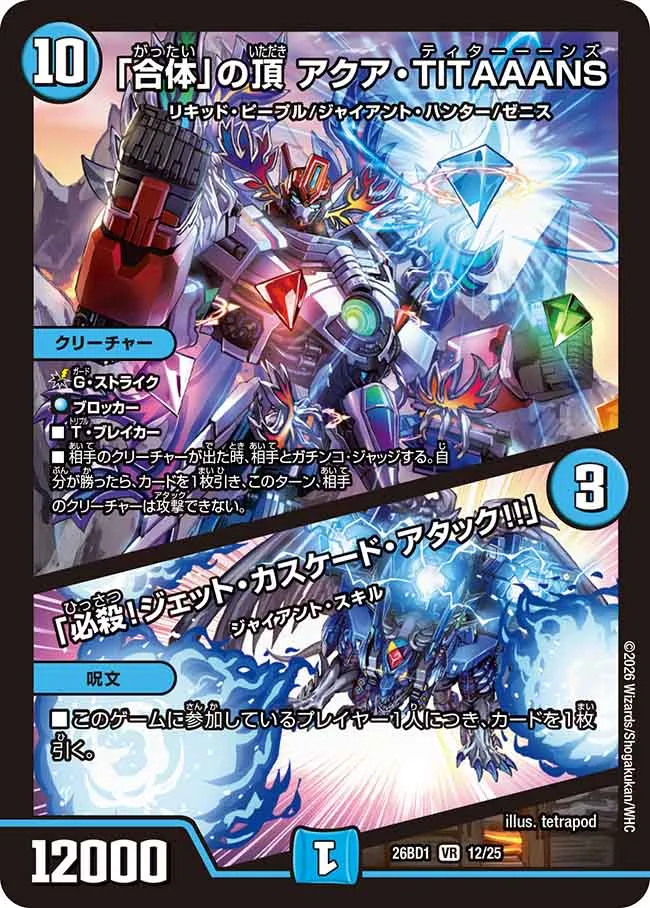 10
がったい いただき ティターーーンズ
「合体」の頂 アクア・TITAAANS
リキッド・ピープル/ジャイアント・ハンター/ゼニス
クリーチャー
ガード
G・ストライク
ブロッカー
トリプル
■T・ブレイカー
あいて で とき あいて じ
■相手のクリーチャーが出た時、相手とガチンコ・ジャッジする。自
ぶん か まい ひ あいて
分が勝ったら、カードを1枚引き、このターン、相手
アタック
のクリーチャーは攻撃できない。
3
ひっさつ
「必殺!ジェット・カスケード・アタック!!」
ジャイアント・スキル
呪文
さんか り まい
■このゲームに参加しているプレイヤー1人につき、カードを1枚
ひ
引く。
©2026 Wizards/Shogakukan/WHC
illus. tetrapod
12000
1
26BD1 VR 12/25